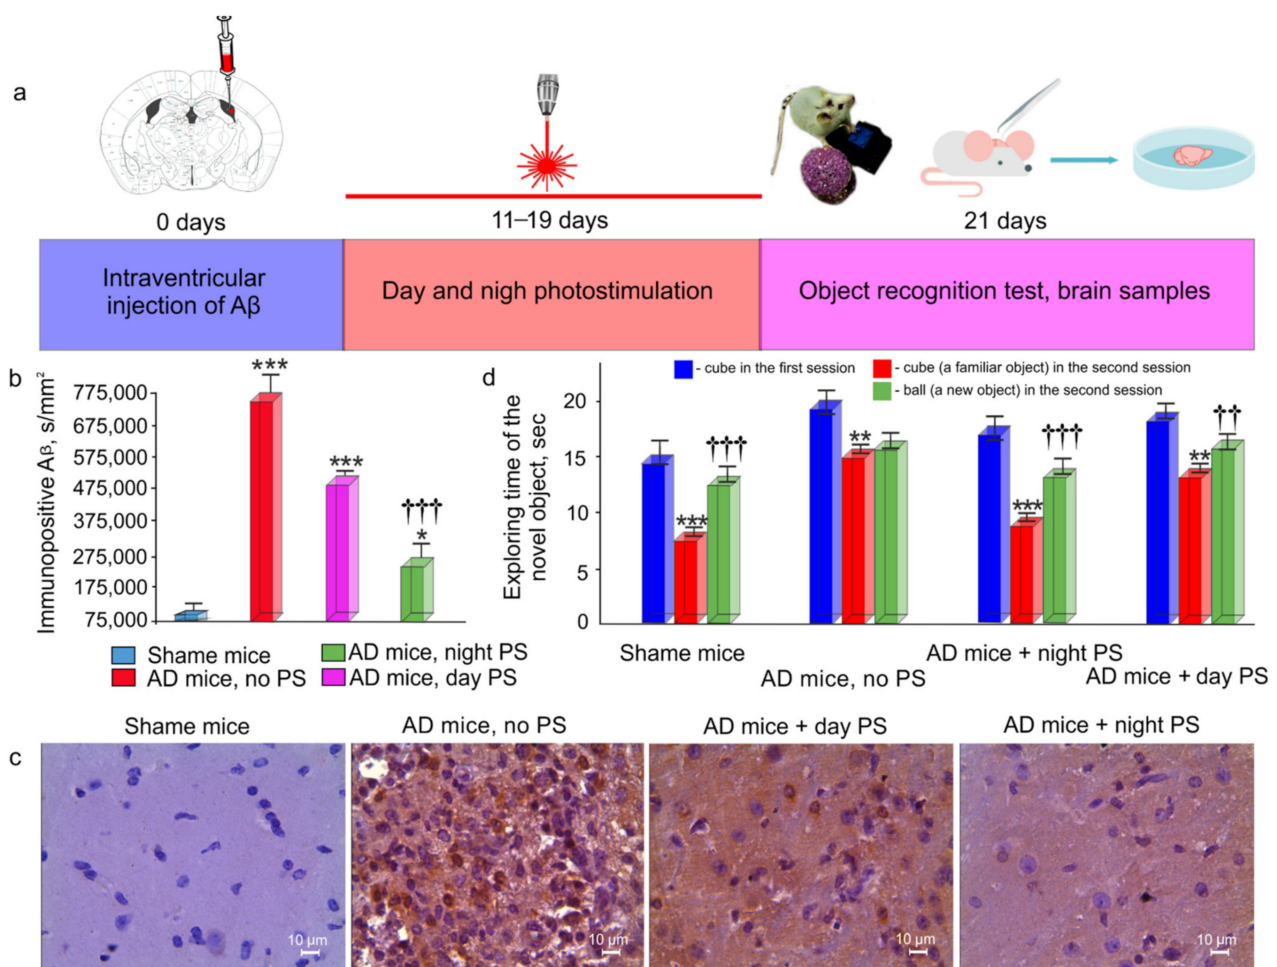 a
0 days
11–19 days
21 days
Intraventricular
injection of Aβ
Day and nigh photostimulation
Object recognition test, brain samples
b
Immunopositive Aβ, s/mm²
775,000
675,000
575,000
475,000
375,000
275,000
175,000
75,000
***
***
†††
*
Shame mice
AD mice, no PS
AD mice, night PS
AD mice, day PS
d
- cube in the first session
- cube (a familiar object) in the second session
- ball (a new object) in the second session
Exploring time of the
novel object, sec
20
15
10
5
0
***
†††
**
***
†††
**
††
Shame mice
AD mice, no PS
AD mice + night PS
AD mice + day PS
c
Shame mice
AD mice, no PS
AD mice + day PS
AD mice + night PS
10 μm
10 μm
10 μm
10 μm